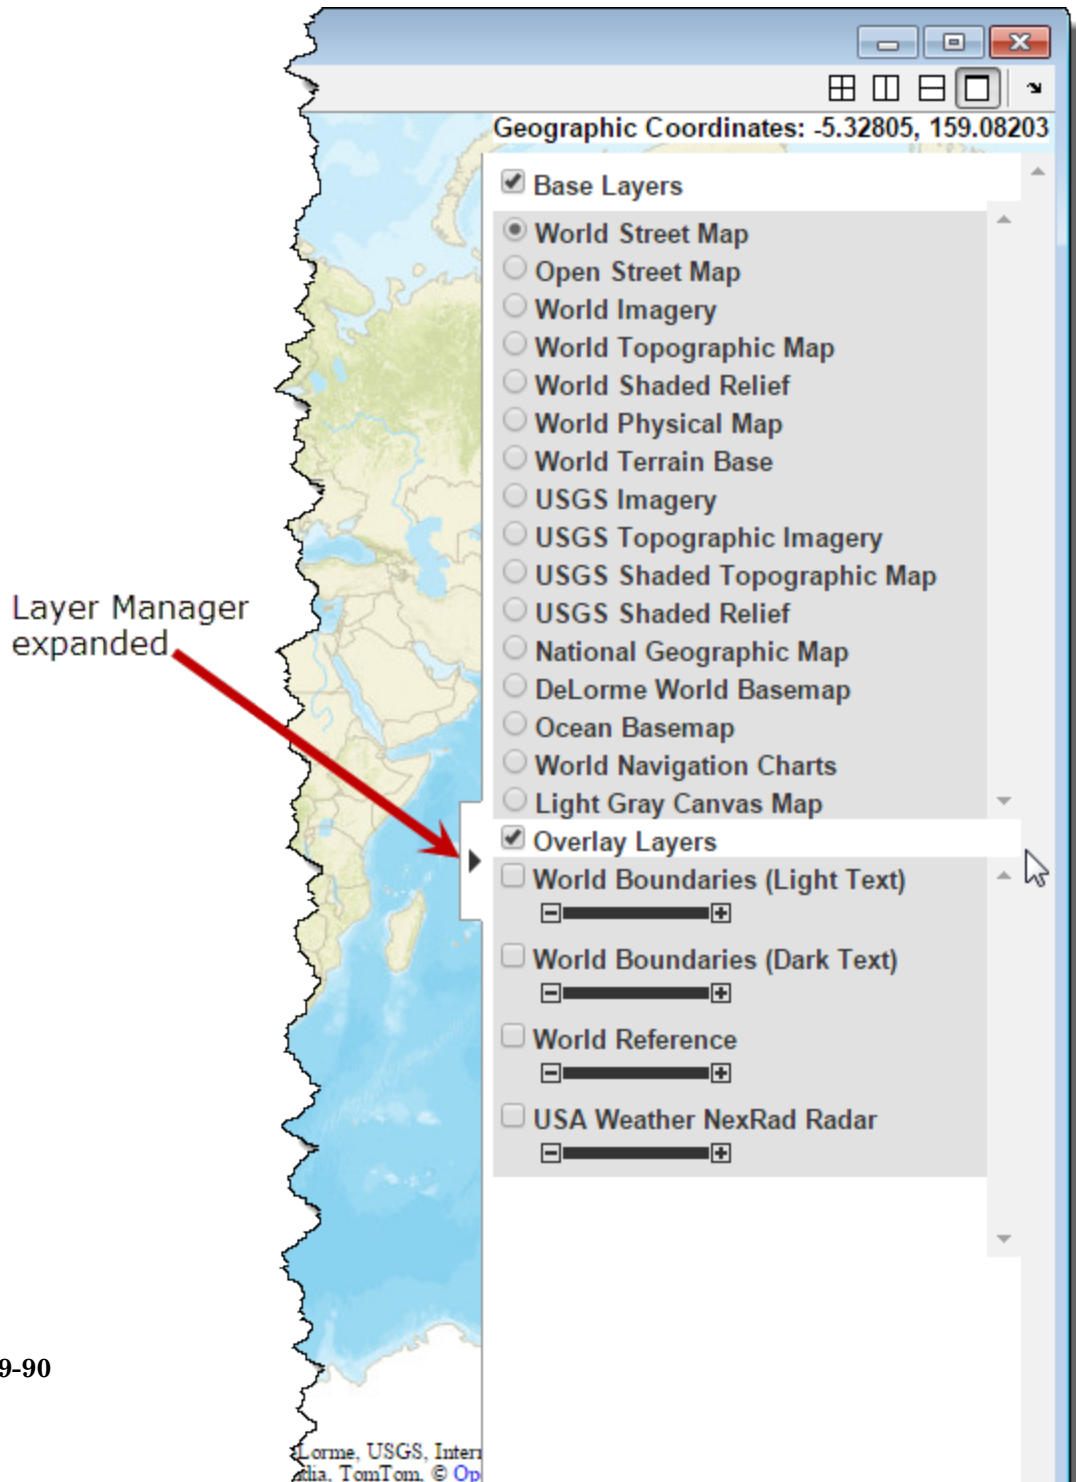 Geographic Coordinates: -5.32805, 159.08203
Base Layers
World Street Map
Open Street Map
World Imagery
World Topographic Map
World Shaded Relief
World Physical Map
World Terrain Base
USGS Imagery
USGS Topographic Imagery
USGS Shaded Topographic Map
USGS Shaded Relief
National Geographic Map
DeLorme World Basemap
Ocean Basemap
World Navigation Charts
Light Gray Canvas Map
Overlay Layers
World Boundaries (Light Text)
World Boundaries (Dark Text)
World Reference
USA Weather NexRad Radar
Layer Manager
expanded
9-90
Lorme, USGS, Intern
dia, TomTom, © Op